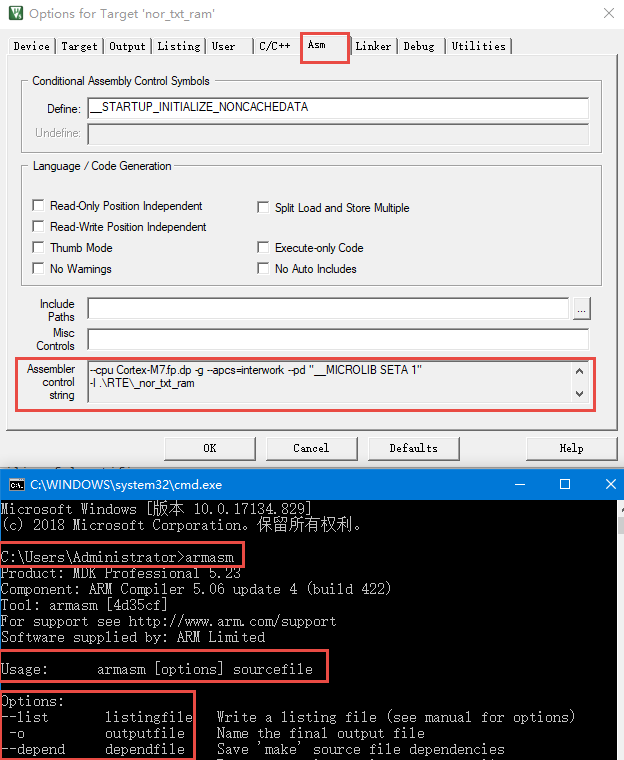 Options for Target 'nor_txt_ram'
Device Target Output Listing User C/C++ Asm Linker Debug Utilities
Conditional Assembly Control Symbols
Define: __STARTUP_INITIALIZE_NONCACHEDATA
Undefine:
Language / Code Generation
Read-Only Position Independent Split Load and Store Multiple
Read-Write Position Independent
Thumb Mode Execute-only Code
No Warnings No Auto Includes
Include
Paths ...
Misc
Controls
Assembler --cpu Cortex-M7.fp.dp -g --apcs=interwork --pd "__MICROLIB SETA 1"
control -I .\RTE\_nor_txt_ram
string
OK Cancel Defaults Help
C:\WINDOWS\system32\cmd.exe
Microsoft Windows [版本 10.0.17134.829]
(c) 2018 Microsoft Corporation。保留所有权利。
C:\Users\Administrator>armasm
Product: MDK Professional 5.23
Component: ARM Compiler 5.06 update 4 (build 422)
Tool: armasm [4d35cf]
For support see http://www.arm.com/support
Software supplied by: ARM Limited
Usage: armasm [options] sourcefile
Options:
--list listingfile Write a listing file (see manual for options)
-o outputfile Name the final output file
--depend dependfile Save 'make' source file dependencies